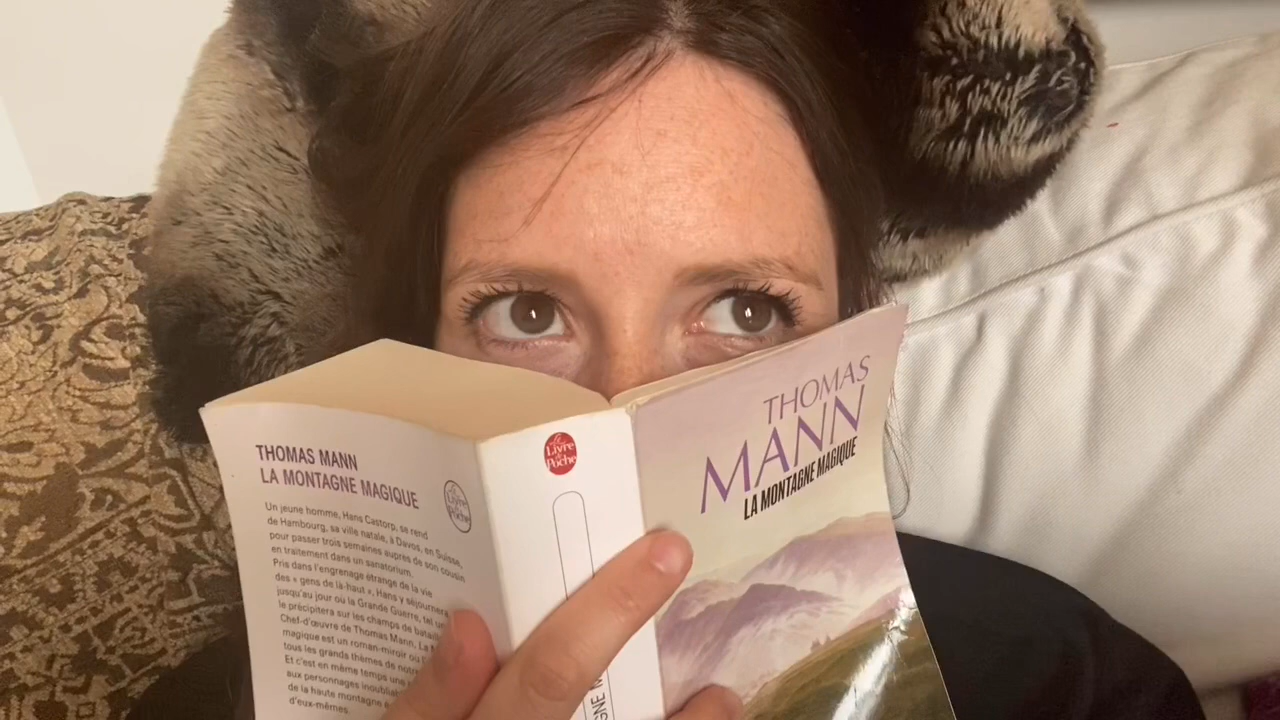 THOMAS MANN
LA MONTAGNE MAGIQUE
Le
Livre
de
Poche
Un jeune homme, Hans Castorp, se rend
de Hambourg, sa ville natale, à Davos, en Suisse,
pour passer trois semaines auprès de son cousin
en traitement dans un sanatorium.
Pris dans l'engrenage étrange de la vie
des « gens de là-haut », Hans y séjournera
jusqu'au jour où la Grande Guerre, tel
le précipitera sur les champs de
Chef-d'œuvre de Thomas Mann, La
magique est un roman-miroir où
tous les grands thèmes de
Et c'est en même temps une
aux personnages
de la haute montagne
d'eux-mêmes.
Le
Livre
de
Poche
THOMAS
MANN
LA MONTAGNE MAGIQUE